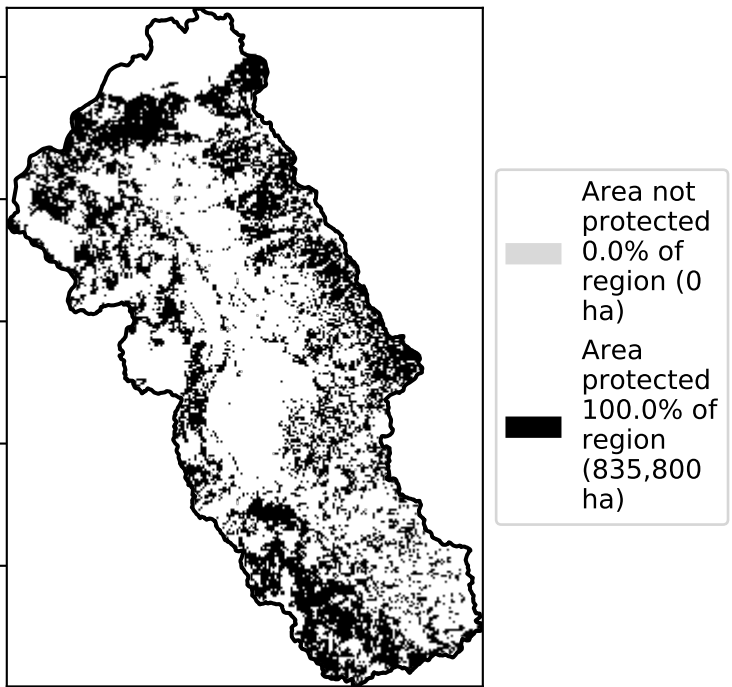 Area not
protected
0.0% of
region (0
ha)
Area
protected
100.0% of
region
(835,800
ha)